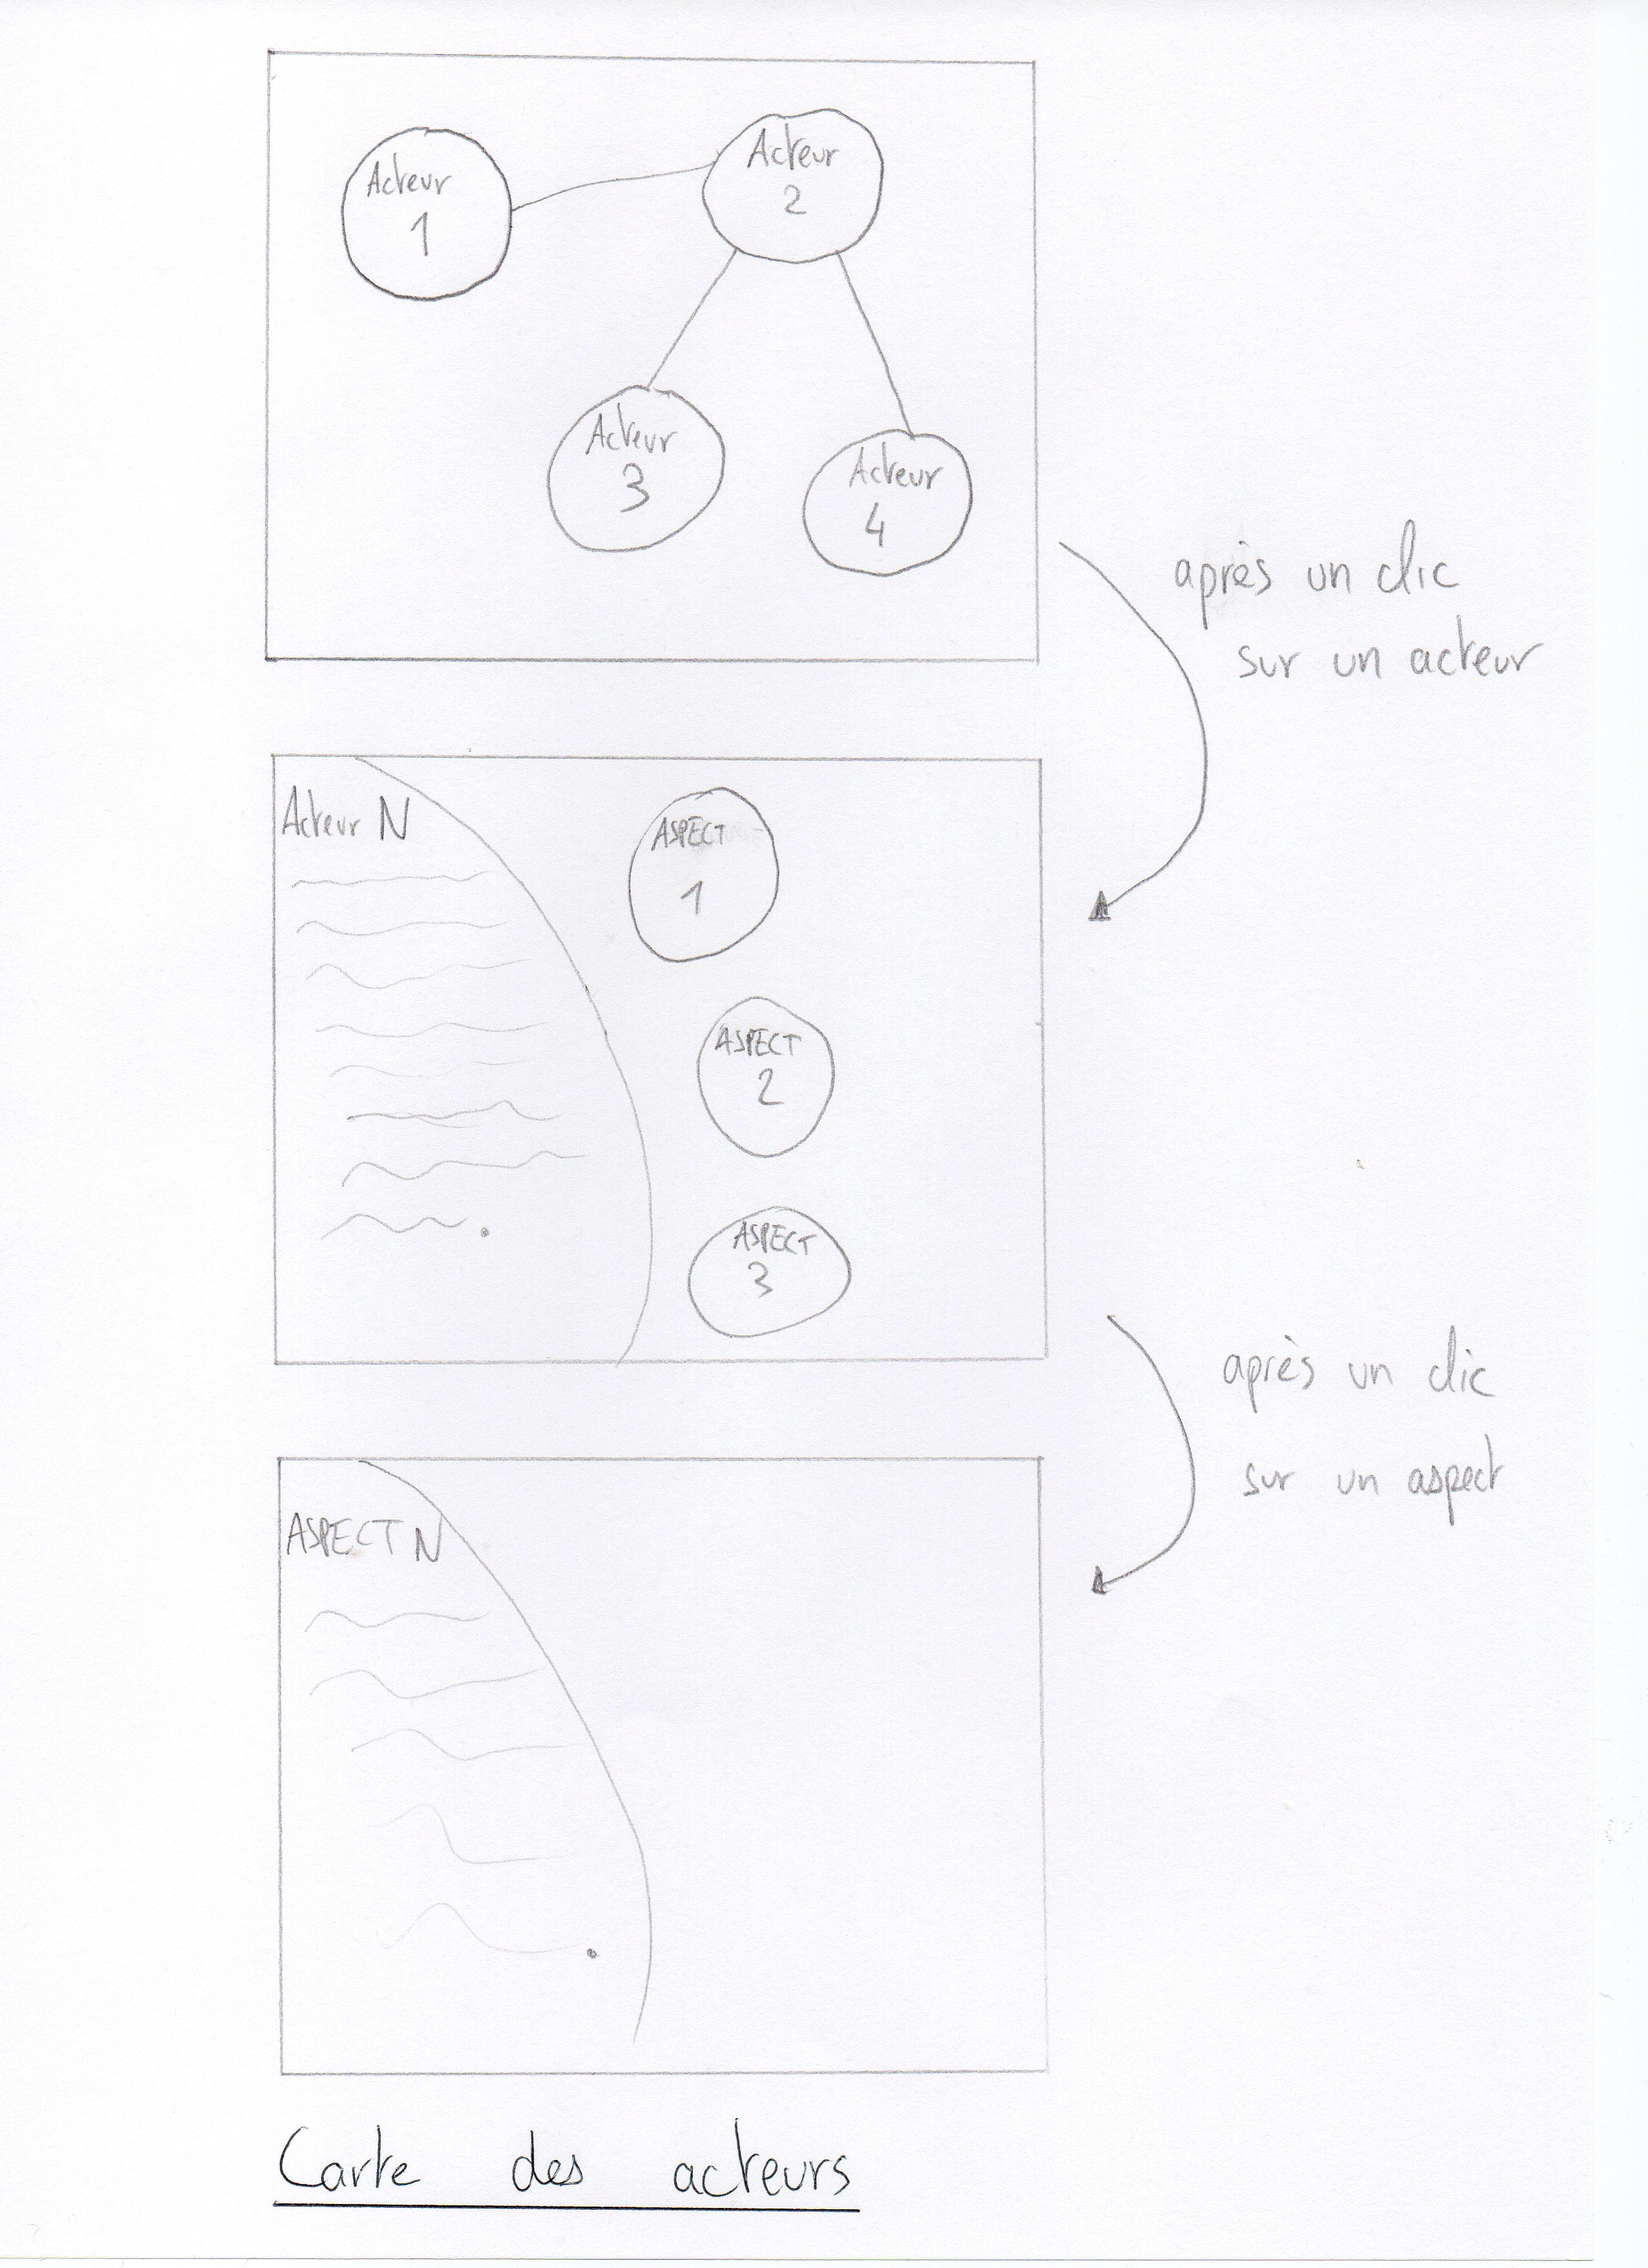 Acteur
1
Acteur
2
Acteur
3
Acteur
4
après un clic
sur un acteur
Acteur N
ASPECT
1
ASPECT
2
ASPECT
3
après un clic
sur un aspect
ASPECT N
Carte des acteurs